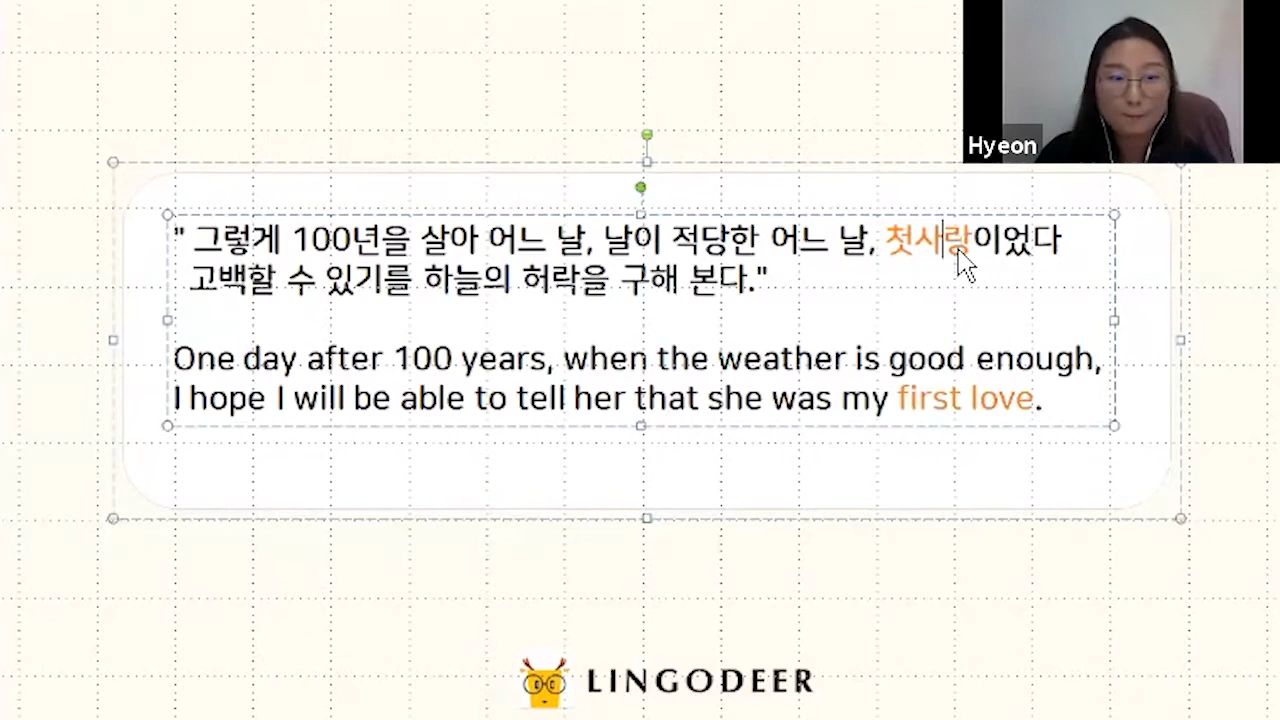 Hyeon
" 그렇게 100년을 살아 어느 날, 날이 적당한 어느 날, 첫사랑이었다
고백할 수 있기를 하늘의 허락을 구해 본다."
One day after 100 years, when the weather is good enough,
I hope I will be able to tell her that she was my first love.
LINGODEER